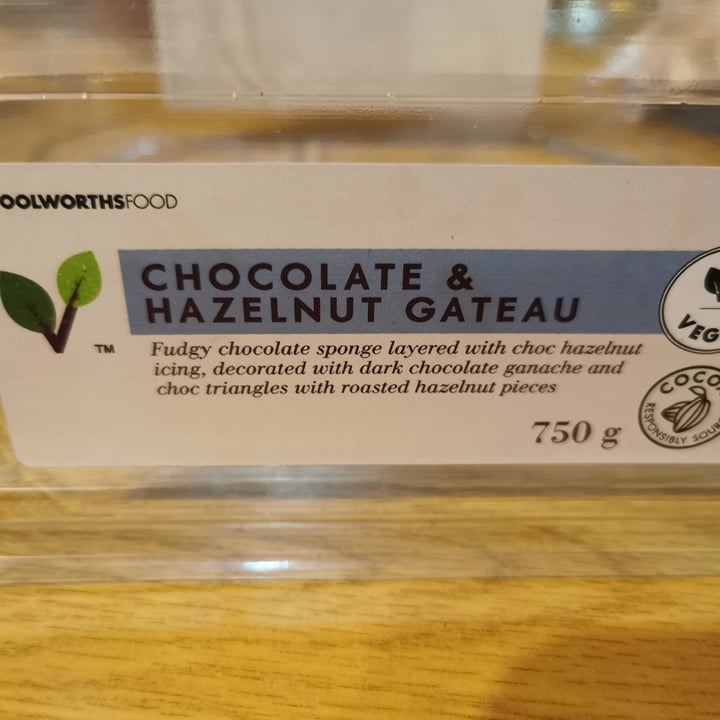 OOLWORTHSFOOD
CHOCOLATE &
HAZELNUT GATEAU
TM
Fudgy chocolate sponge layered with choc hazelnut
icing, decorated with dark chocolate ganache and
choc triangles with roasted hazelnut pieces
750 g
VEG
COCO
RESPONSIBLY SOUR